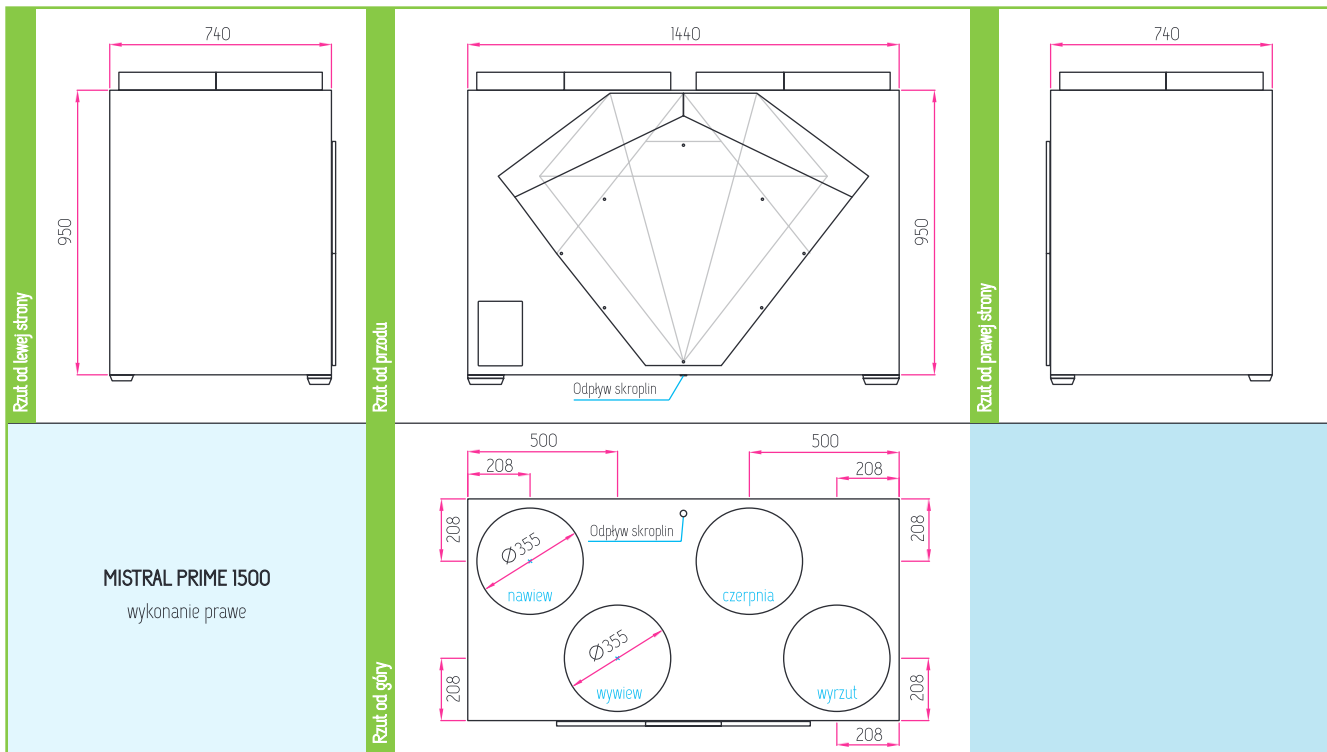 740
950
Rzut od lewej strony
1440
950
Rzut od przodu
Odpływ skroplin
740
Rzut od prawej strony
MISTRAL PRIME 1500
wykonanie prawe
Rzut od góry
500
500
208
208
208
208
Ø355
Odpływ skroplin
nawiew
czerpnia
Ø355
208
208
wywiew
wyrzut
208